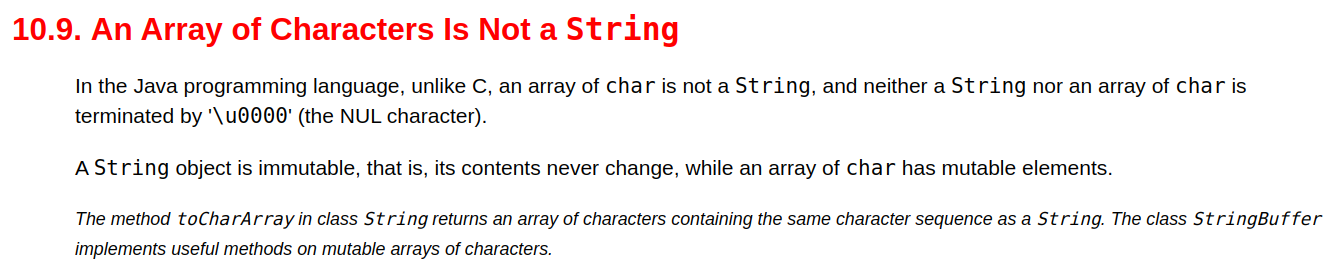 10.9. An Array of Characters Is Not a String
In the Java programming language, unlike C, an array of char is not a String, and neither a String nor an array of char is
terminated by '\u0000' (the NUL character).
A String object is immutable, that is, its contents never change, while an array of char has mutable elements.
The method toCharArray in class String returns an array of characters containing the same character sequence as a String. The class StringBuffer
implements useful methods on mutable arrays of characters.